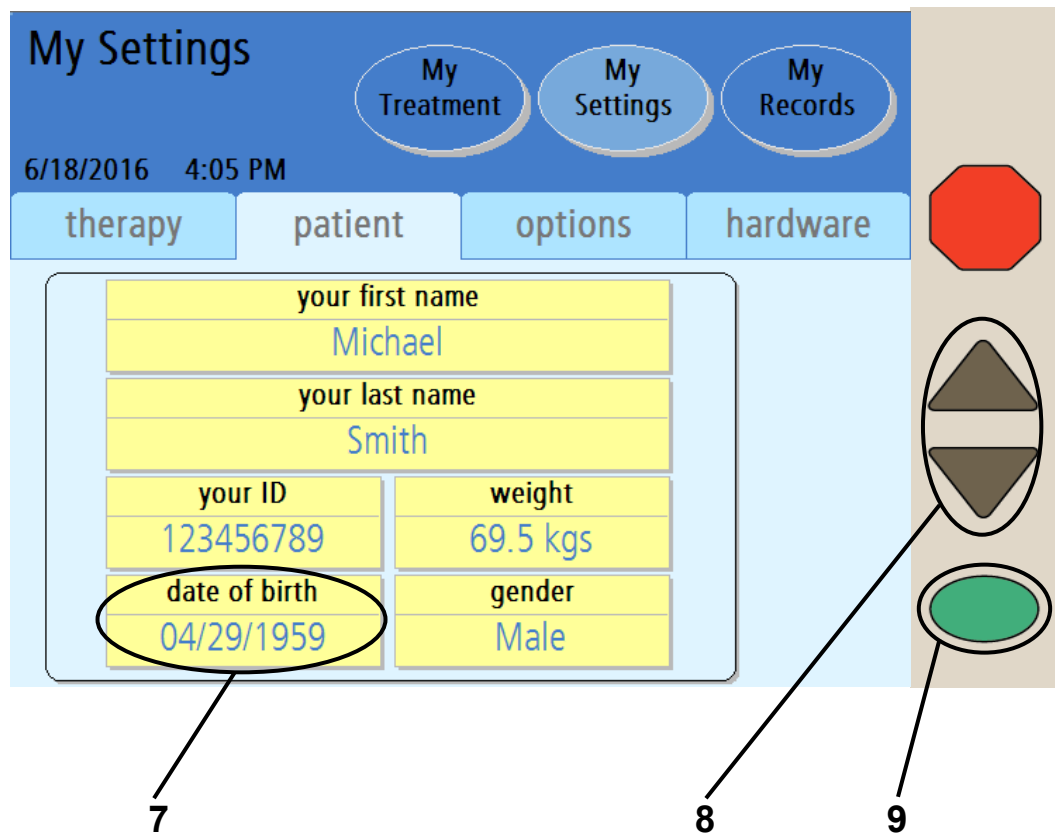 My Settings
My
Treatment
My
Settings
My
Records
6/18/2016 4:05 PM
therapy patient options hardware
your first name
Michael
your last name
Smith
your ID weight
123456789 69.5 kgs
date of birth gender
04/29/1959 Male
7 8 9